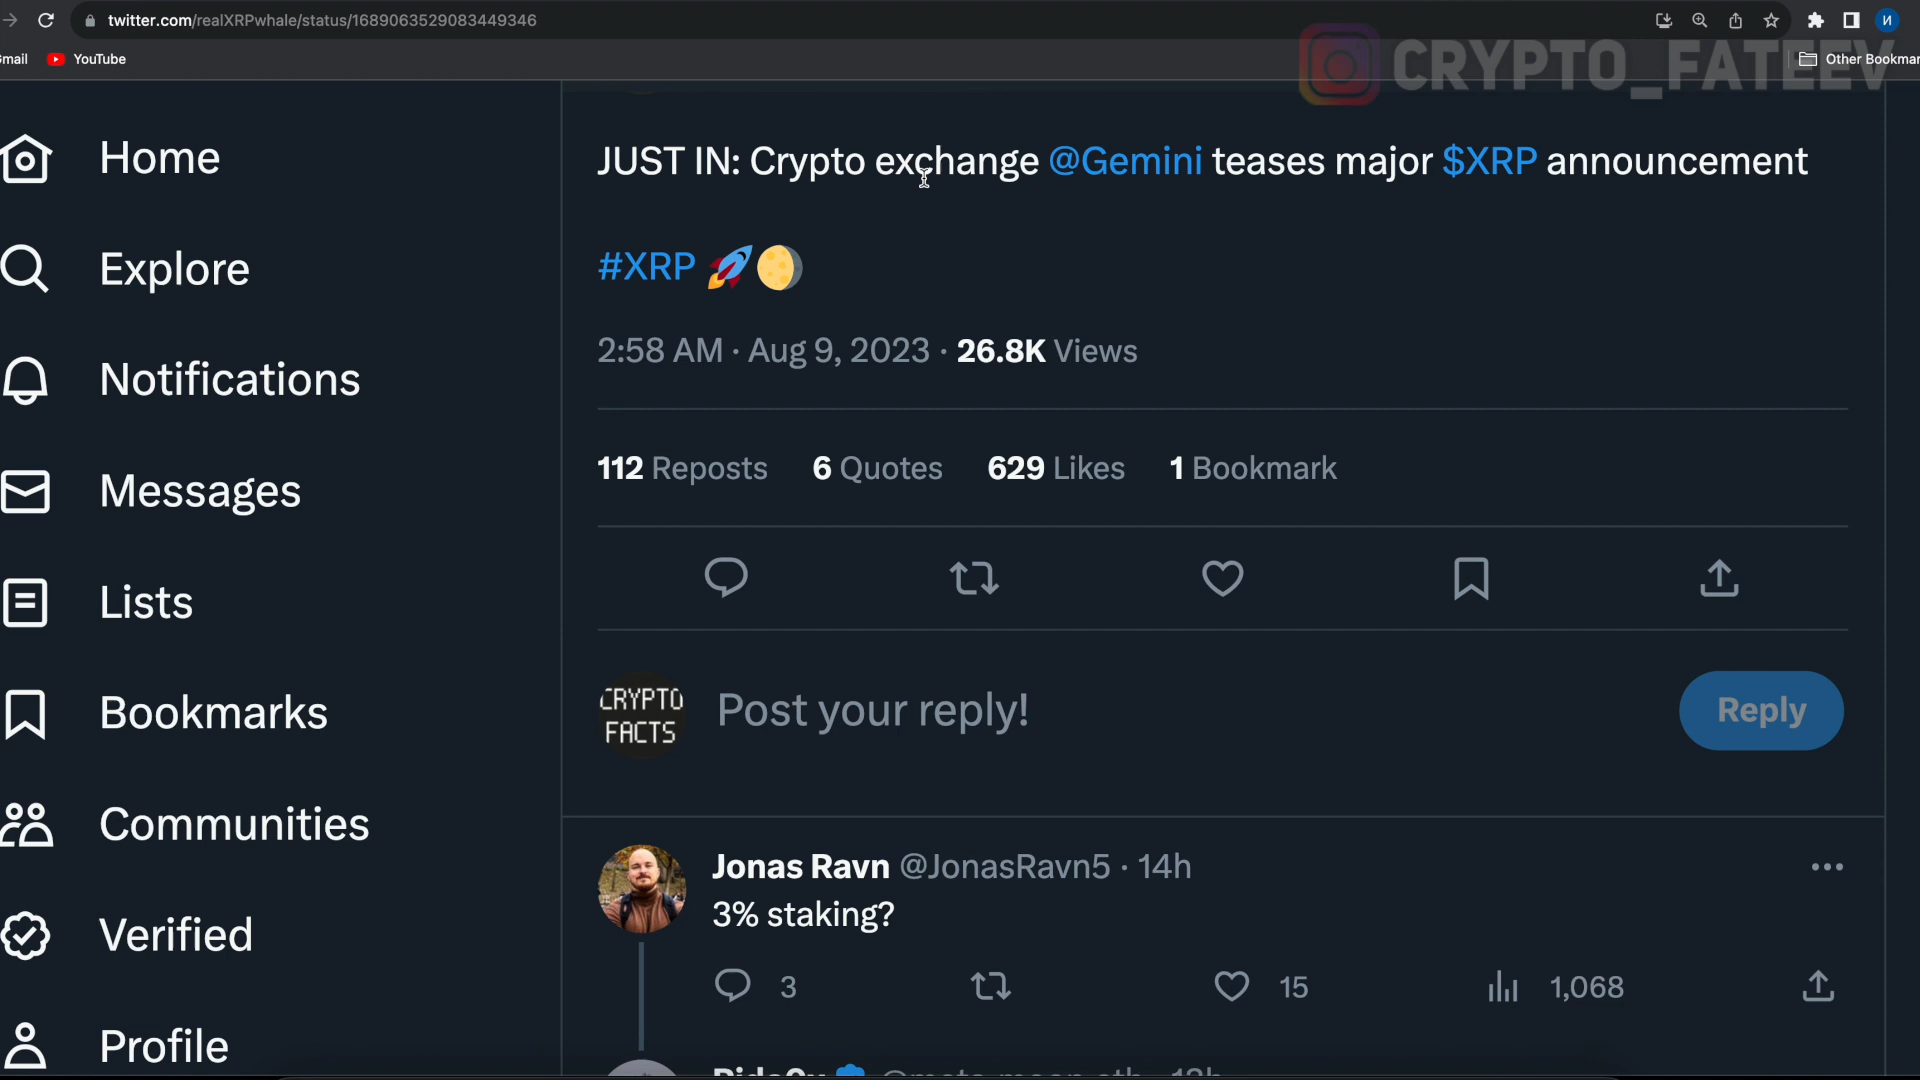 twitter.com/realXRPwhale/status/1689063529083449346
CRYPTO_FATEEV
Gmail
YouTube
Other Bookmar
И
Home
Explore
Notifications
Messages
Lists
Bookmarks
Communities
Verified
Profile
JUST IN: Crypto exchange @Gemini teases major $XRP announcement
#XRP 🚀🌖
2:58 AM · Aug 9, 2023 · 26.8K Views
112 Reposts 6 Quotes 629 Likes 1 Bookmark
CRYPTO
FACTS
Post your reply!
Reply
Jonas Ravn @JonasRavn5 · 14h
3% staking?
3 15 1,068